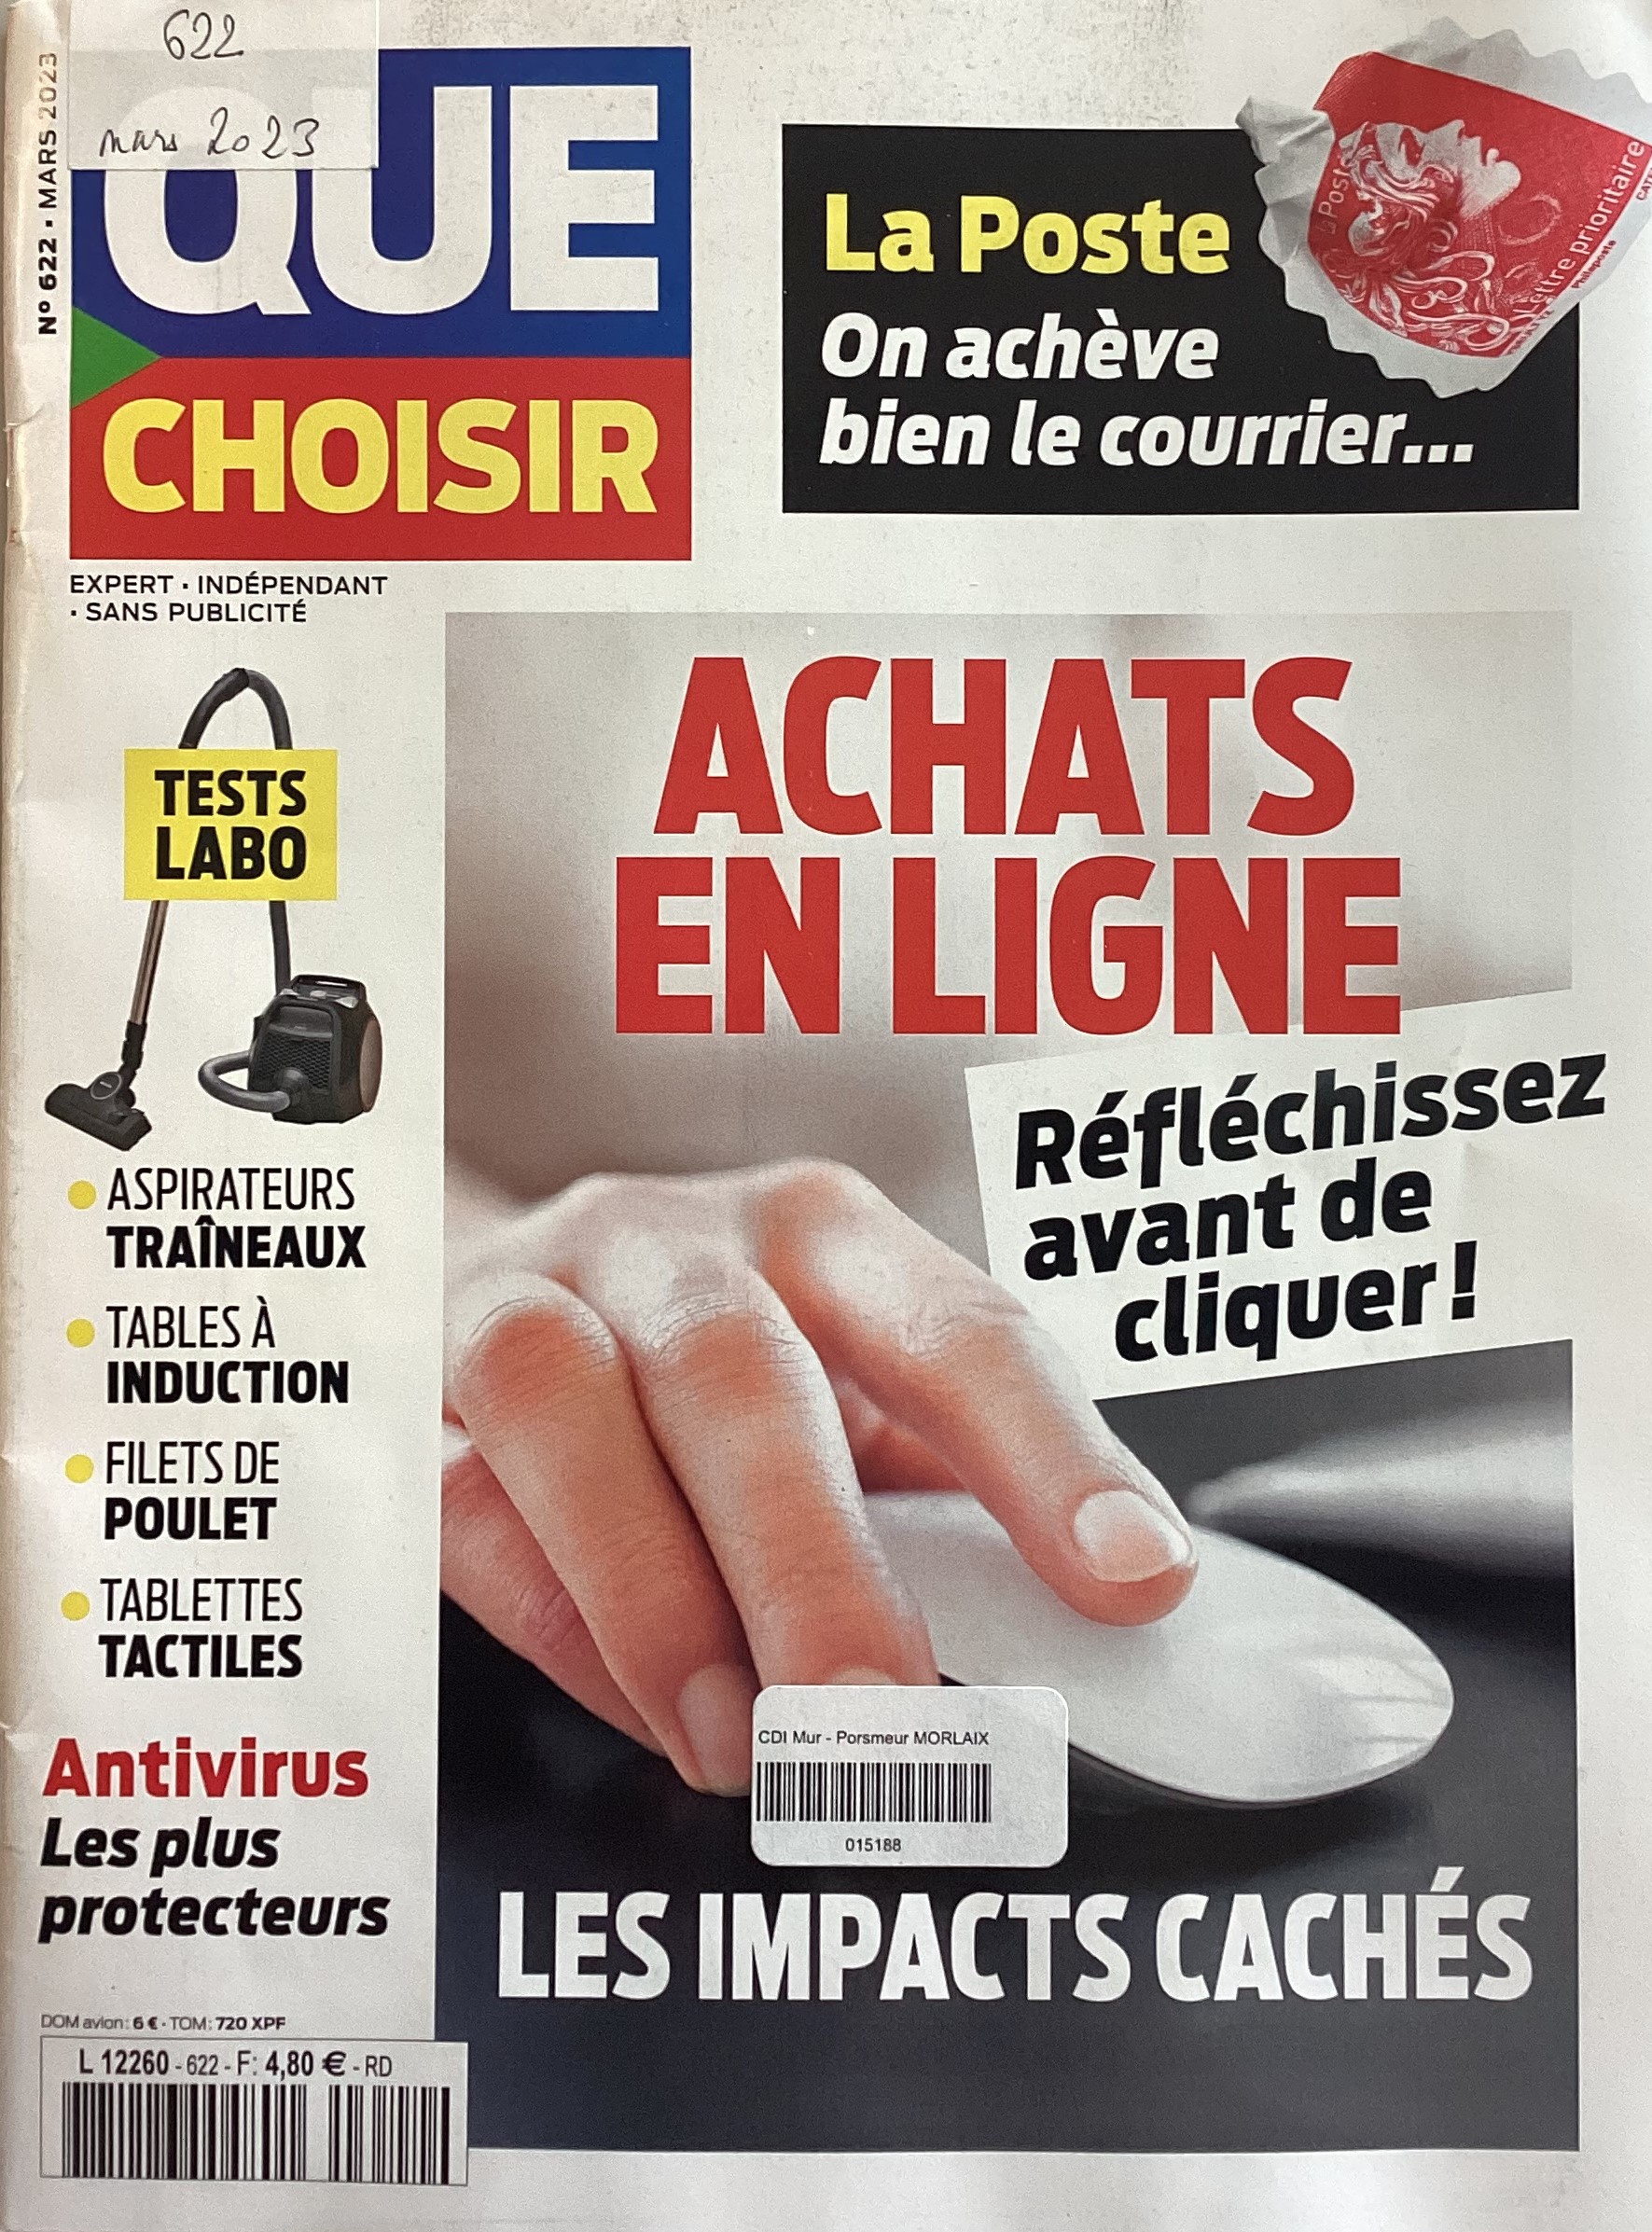 622
mars 2023
N° 622 · MARS 2023
QUE
CHOISIR
EXPERT · INDÉPENDANT
· SANS PUBLICITÉ
La Poste
On achève
bien le courrier...
La Poste
Lettre prioritaire
Philaposte
ACHATS
EN LIGNE
Réfléchissez
avant de
cliquer !
TESTS
LABO
ASPIRATEURS
TRAÎNEAUX
TABLES À
INDUCTION
FILETS DE
POULET
TABLETTES
TACTILES
Antivirus
Les plus
protecteurs
CDI Mur - Porsmeur MORLAIX
015188
LES IMPACTS CACHÉS
DOM avion : 6 € · TOM : 720 XPF
L 12260 - 622 - F: 4,80 € - RD